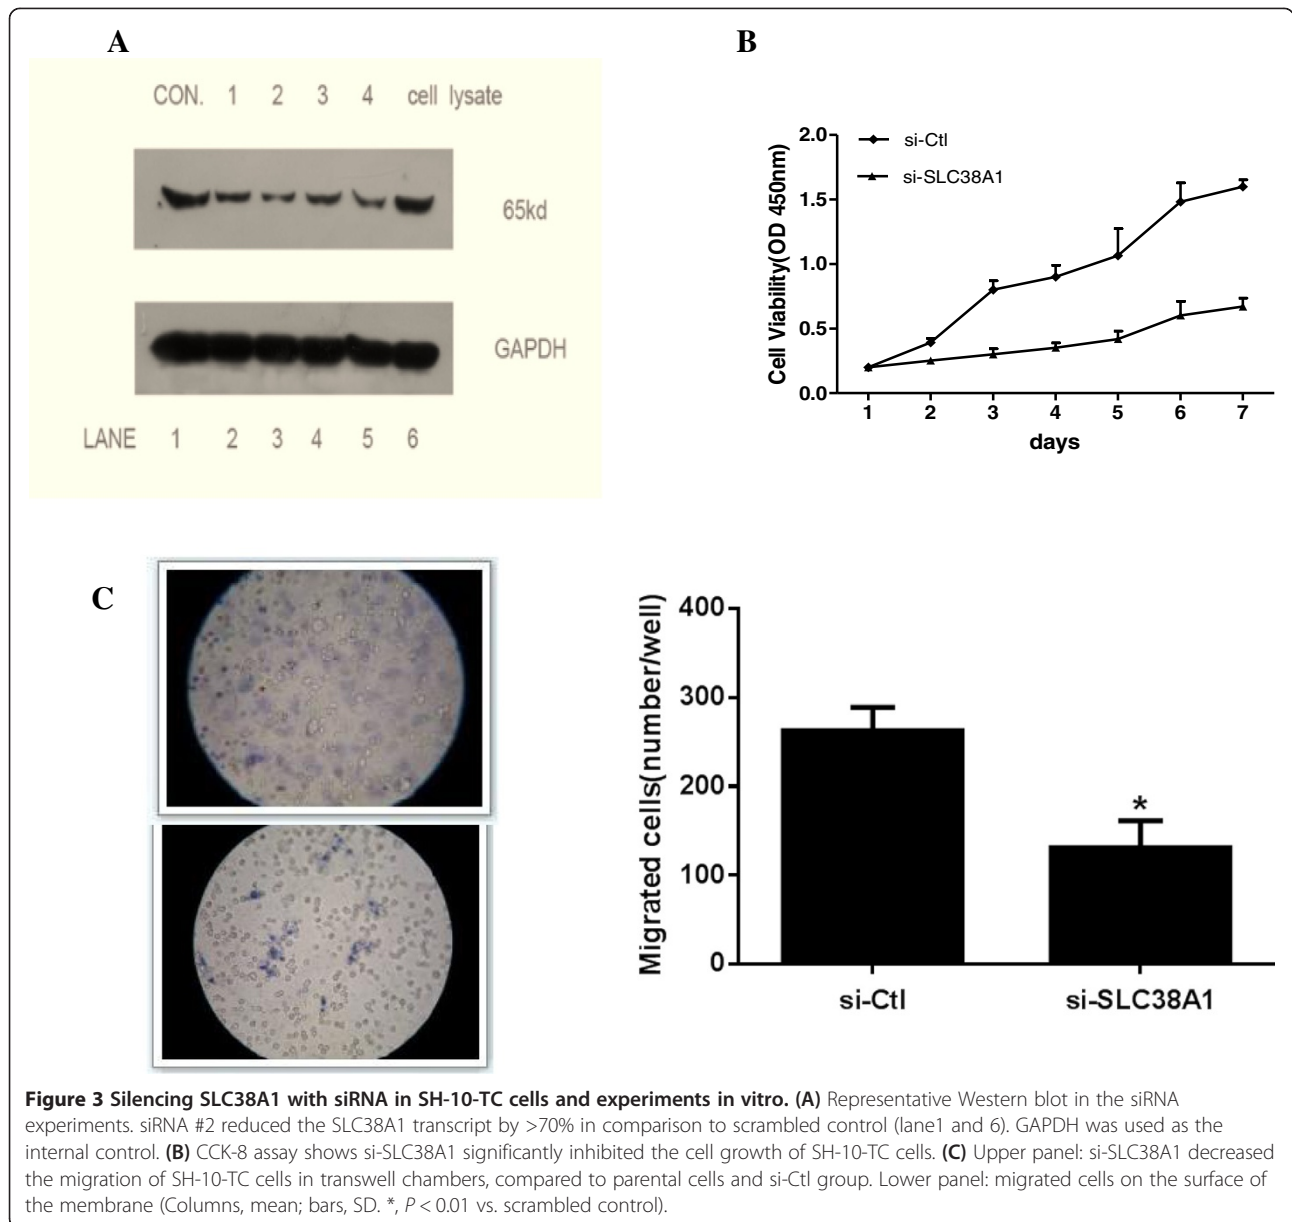 A
CON. 1 2 3 4 cell lysate
65kd
GAPDH
LANE 1 2 3 4 5 6
B
2.0
1.5
1.0
0.5
0.0
Cell Viability(OD 450nm)
si-Ctl
si-SLC38A1
1 2 3 4 5 6 7
days
C
400
300
200
100
0
Migrated cells(number/well)
*
si-Ctl si-SLC38A1
Figure 3 Silencing SLC38A1 with siRNA in SH-10-TC cells and experiments in vitro. (A) Representative Western blot in the siRNA
experiments. siRNA #2 reduced the SLC38A1 transcript by >70% in comparison to scrambled control (lane1 and 6). GAPDH was used as the
internal control. (B) CCK-8 assay shows si-SLC38A1 significantly inhibited the cell growth of SH-10-TC cells. (C) Upper panel: si-SLC38A1 decreased
the migration of SH-10-TC cells in transwell chambers, compared to parental cells and si-Ctl group. Lower panel: migrated cells on the surface of
the membrane (Columns, mean; bars, SD. *, P < 0.01 vs. scrambled control).